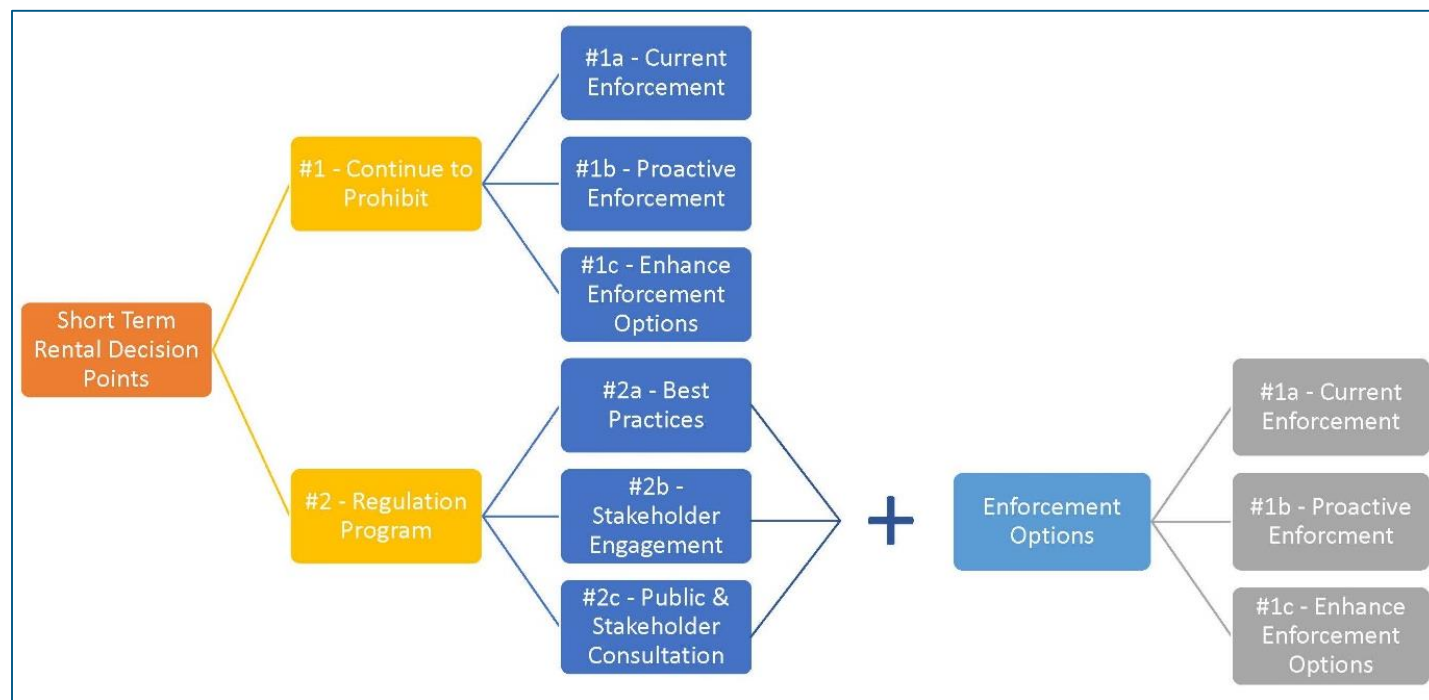 Short Term
Rental Decision
Points
#1 - Continue to
Prohibit
#1a - Current
Enforcement
#1b - Proactive
Enforcement
#1c - Enhance
Enforcement
Options
#2 - Regulation
Program
#2a - Best
Practices
#2b -
Stakeholder
Engagement
#2c - Public &
Stakeholder
Consultation
+
Enforcement
Options
#1a - Current
Enforcement
#1b - Proactive
Enforcment
#1c - Enhance
Enforcement
Options